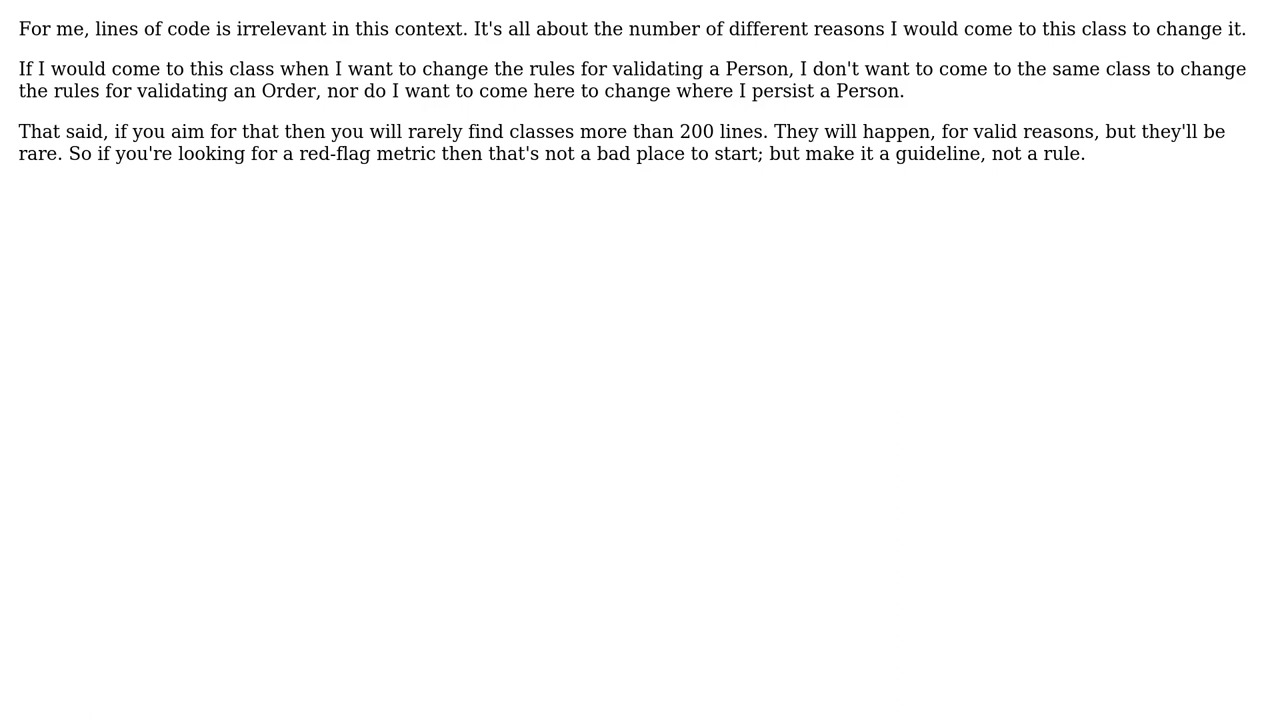 For me, lines of code is irrelevant in this context. It's all about the number of different reasons I would come to this class to change it.
If I would come to this class when I want to change the rules for validating a Person, I don't want to come to the same class to change
the rules for validating an Order, nor do I want to come here to change where I persist a Person.
That said, if you aim for that then you will rarely find classes more than 200 lines. They will happen, for valid reasons, but they'll be
rare. So if you're looking for a red-flag metric then that's not a bad place to start; but make it a guideline, not a rule.